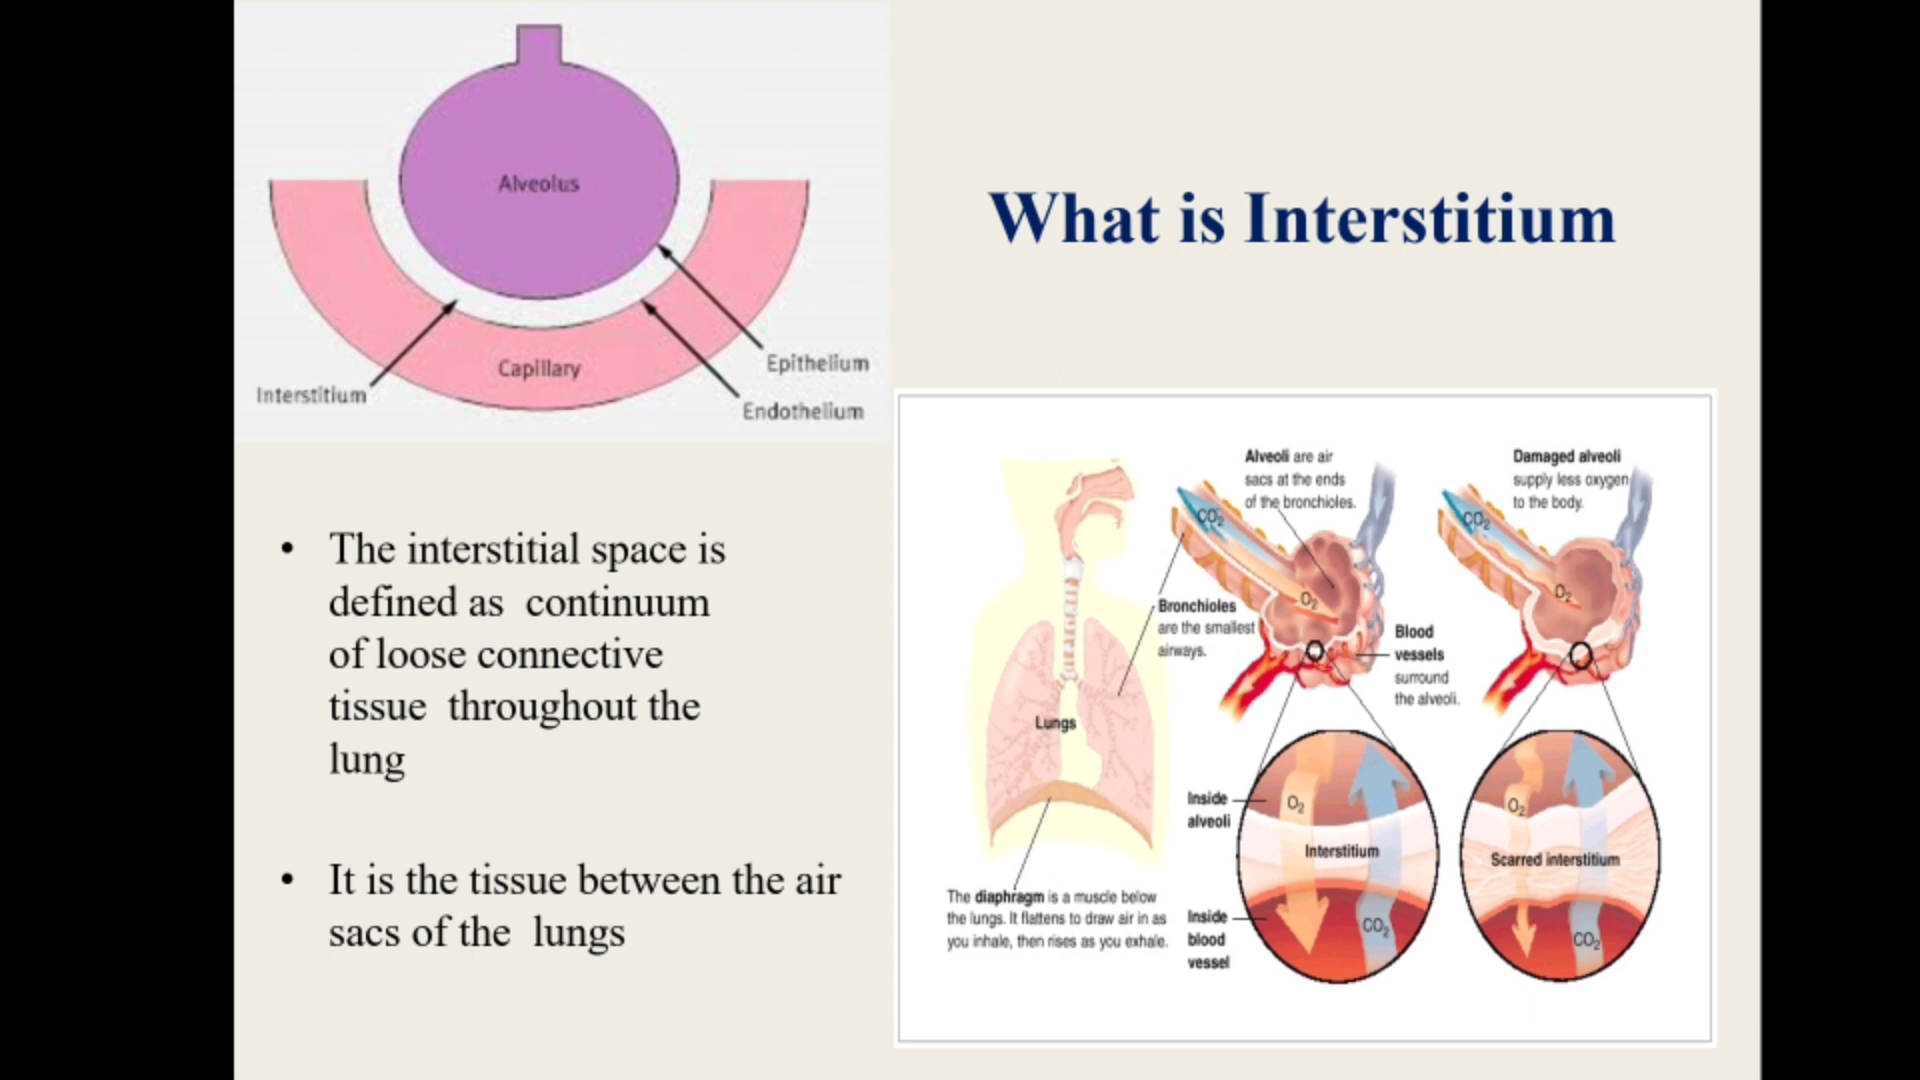 Alveolus
Capillary
Interstitium
Epithelium
Endothelium
What is Interstitium
• The interstitial space is
defined as continuum
of loose connective
tissue throughout the
lung
• It is the tissue between the air
sacs of the lungs
Alveoli are air
sacs at the ends
of the bronchioles.
Damaged alveoli
supply less oxygen
to the body.
CO2
O2
CO2
O2
Bronchioles
are the smallest
airways.
Blood
vessels
surround
the alveoli.
Lungs
Inside
alveoli
O2
Interstitium
CO2
O2
Scarred interstitium
CO2
Inside
blood
vessel
The diaphragm is a muscle below
the lungs. It flattens to draw air in as
you inhale, then rises as you exhale.